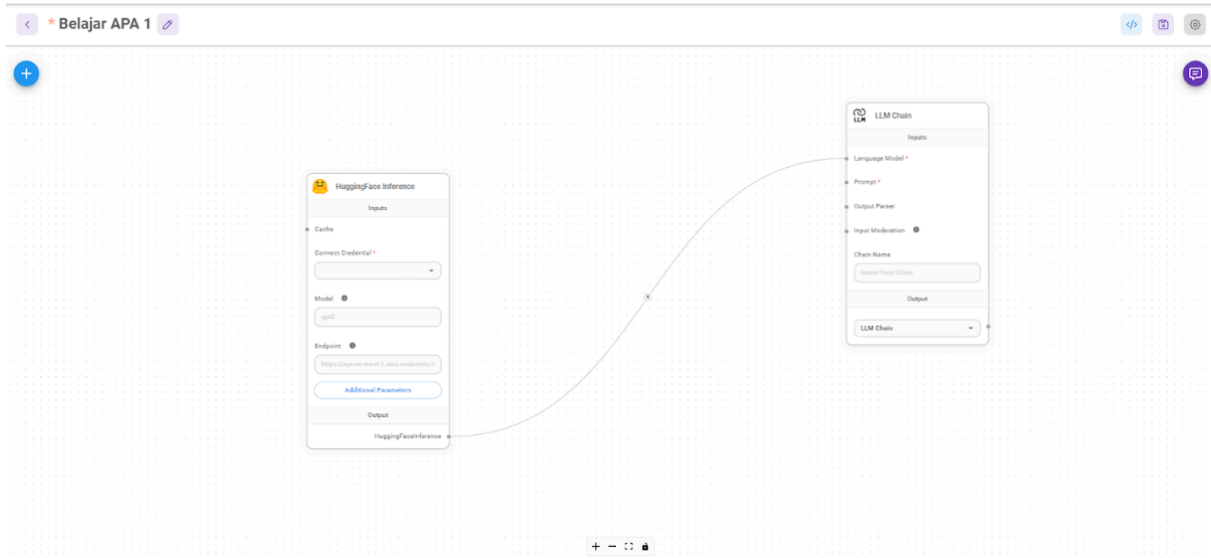 * Belajar APA 1
HuggingFace Inference
Inputs
Cache
Connect Credential *
Model
gpt2
Endpoint
Additional Parameters
Output
HuggingFaceInference
LLM
LLM Chain
Inputs
Language Model *
Prompt *
Output Parser
Input Moderation
Chain Name
Name Your Chain
Output
LLM Chain